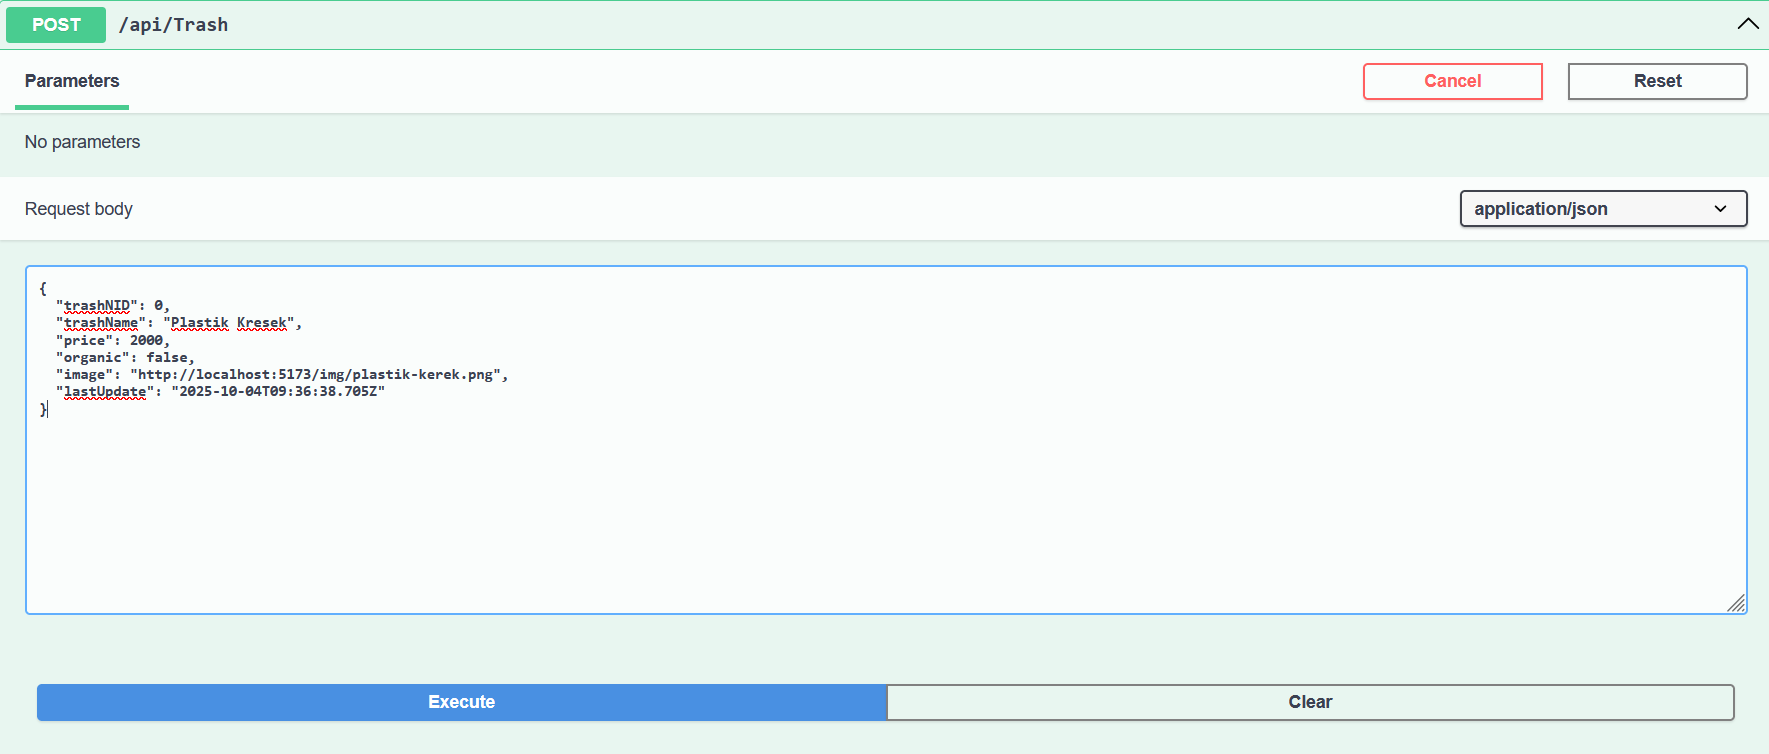 POST /api/Trash
Parameters
Cancel
Reset
No parameters
Request body
application/json
{
  "trashNID": 0,
  "trashName": "Plastik Kresek",
  "price": 2000,
  "organic": false,
  "image": "http://localhost:5173/img/plastik-kerek.png",
  "lastUpdate": "2025-10-04T09:36:38.705Z"
}
Execute
Clear